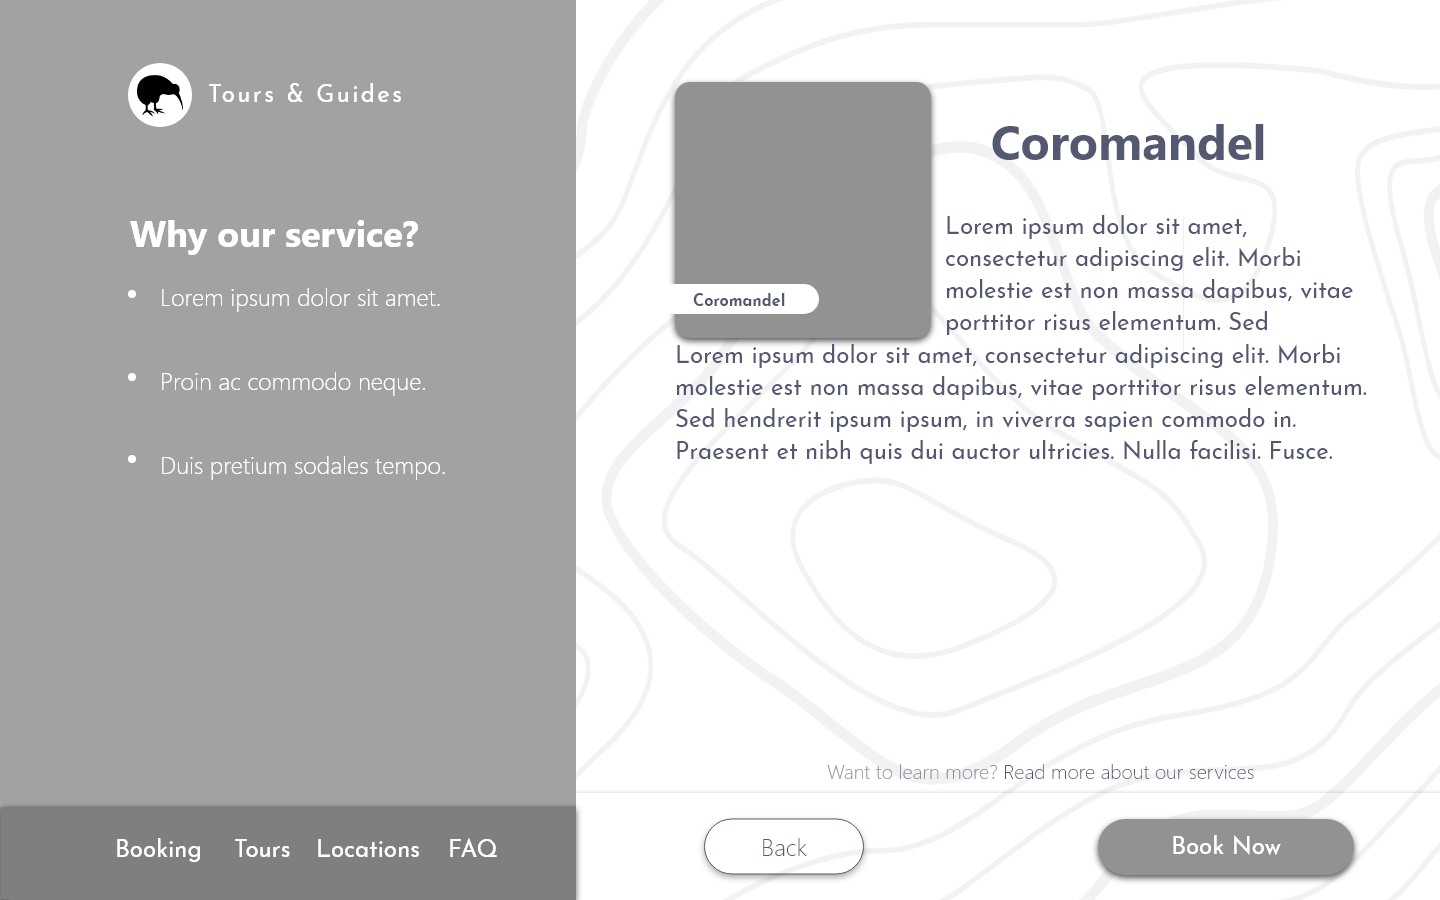 Tours & Guides
Why our service?
• Lorem ipsum dolor sit amet.
• Proin ac commodo neque.
• Duis pretium sodales tempo.
Booking Tours Locations FAQ
Coromandel
Coromandel
Lorem ipsum dolor sit amet,
consectetur adipiscing elit. Morbi
molestie est non massa dapibus, vitae
porttitor risus elementum. Sed
Lorem ipsum dolor sit amet, consectetur adipiscing elit. Morbi
molestie est non massa dapibus, vitae porttitor risus elementum.
Sed hendrerit ipsum ipsum, in viverra sapien commodo in.
Praesent et nibh quis dui auctor ultricies. Nulla facilisi. Fusce.
Want to learn more? Read more about our services
Back
Book Now